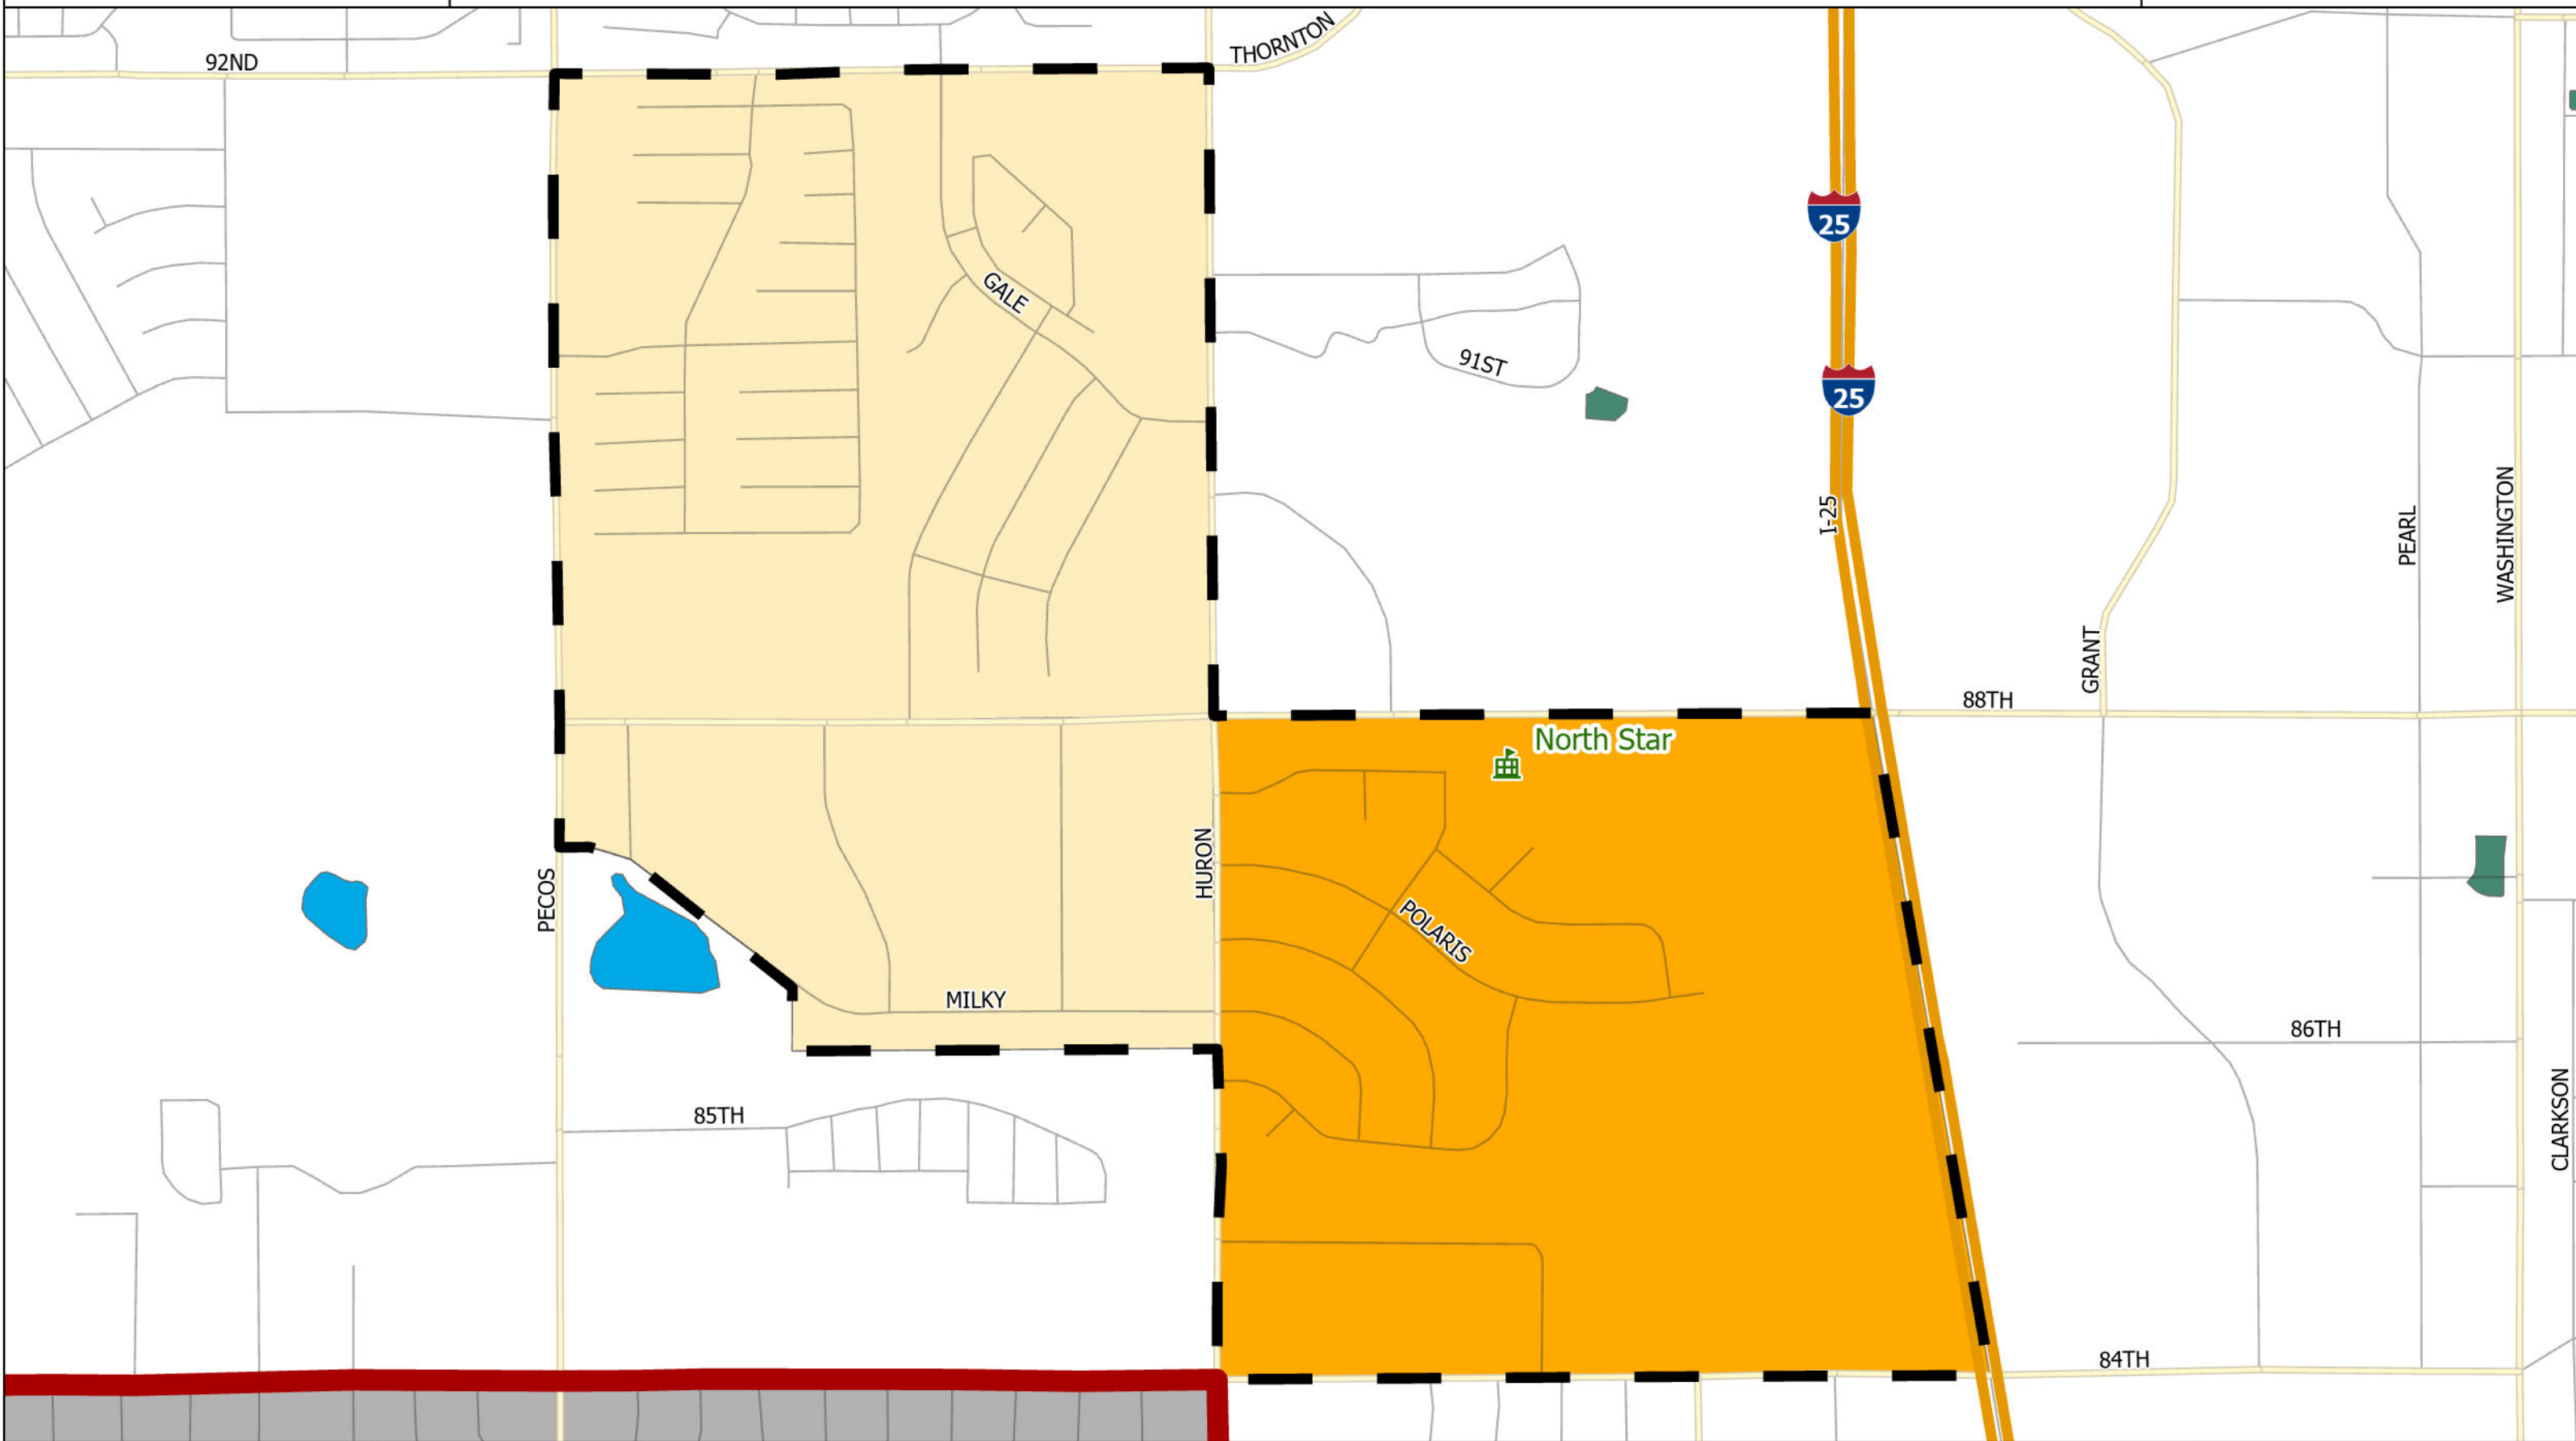 THORNTON
92ND
25
GALE
91ST
25
I-25
PEARL
WASHINGTON
GRANT
88TH
North Star
HURON
PECOS
POLARIS
MILKY
86TH
85TH
CLARKSON
84TH